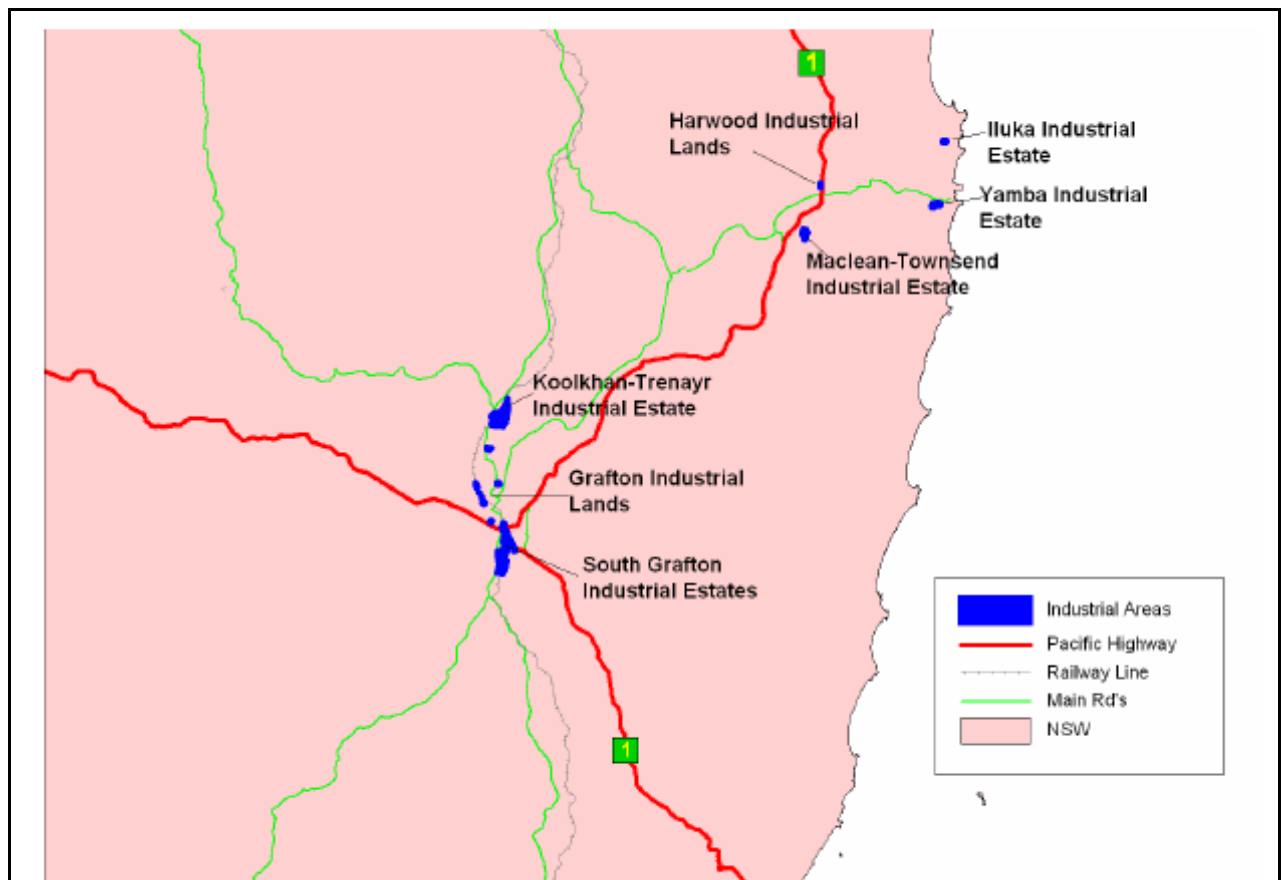 1
Harwood Industrial
Lands
Iluka Industrial
Estate
Yamba Industrial
Estate
Maclean-Townsend
Industrial Estate
Koolkhan-Trenayr
Industrial Estate
Grafton Industrial
Lands
South Grafton
Industrial Estates
1
Industrial Areas
Pacific Highway
Railway Line
Main Rd's
NSW